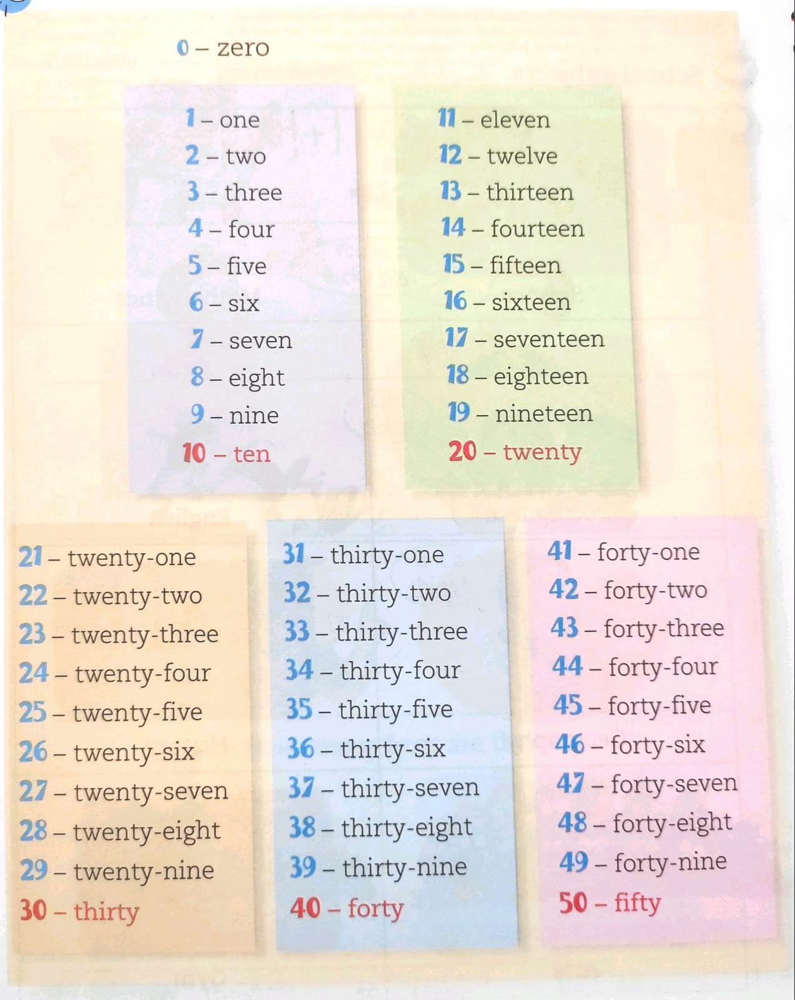 0 – zero
1 – one
2 – two
3 – three
4 – four
5 – five
6 – six
7 – seven
8 – eight
9 – nine
10 – ten
11 – eleven
12 – twelve
13 – thirteen
14 – fourteen
15 – fifteen
16 – sixteen
17 – seventeen
18 – eighteen
19 – nineteen
20 – twenty
21 – twenty-one
22 – twenty-two
23 – twenty-three
24 – twenty-four
25 – twenty-five
26 – twenty-six
27 – twenty-seven
28 – twenty-eight
29 – twenty-nine
30 – thirty
31 – thirty-one
32 – thirty-two
33 – thirty-three
34 – thirty-four
35 – thirty-five
36 – thirty-six
37 – thirty-seven
38 – thirty-eight
39 – thirty-nine
40 – forty
41 – forty-one
42 – forty-two
43 – forty-three
44 – forty-four
45 – forty-five
46 – forty-six
47 – forty-seven
48 – forty-eight
49 – forty-nine
50 – fifty